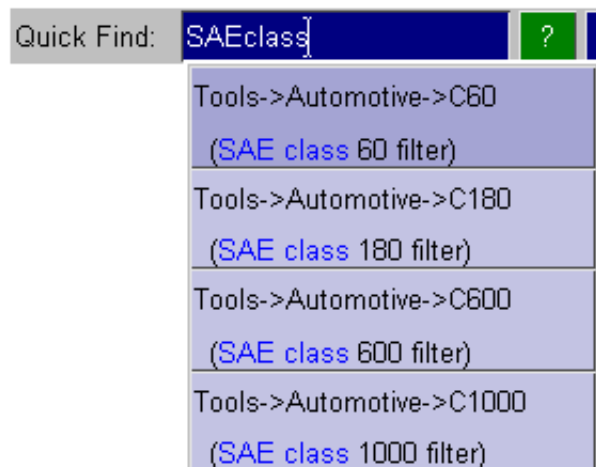 Quick Find: SAEclass ?
Tools->Automotive->C60
(SAE class 60 filter)
Tools->Automotive->C180
(SAE class 180 filter)
Tools->Automotive->C600
(SAE class 600 filter)
Tools->Automotive->C1000
(SAE class 1000 filter)